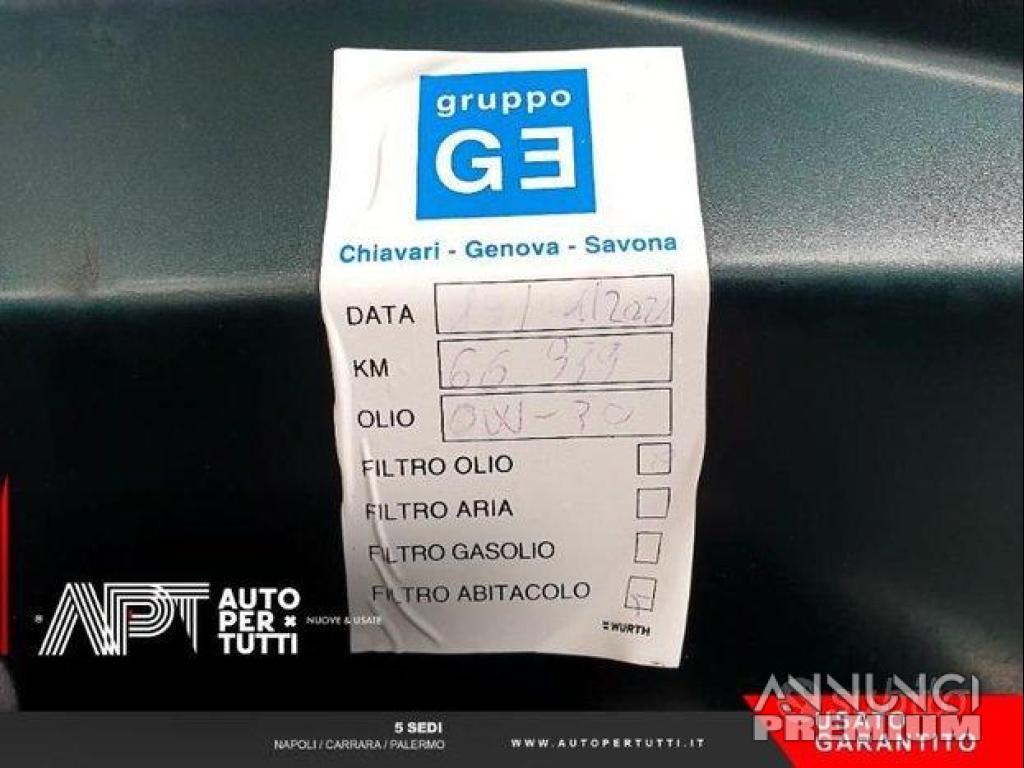 gruppo
GE
Chiavari - Genova - Savona
DATA
KM 66 939
OLIO 0W-30
FILTRO OLIO
FILTRO ARIA
FILTRO GASOLIO
FILTRO ABITACOLO
WÜRTH
® APT AUTO PER TUTTI NUOVE & USATE
5 SEDI
NAPOLI / CARRARA / PALERMO
WWW.AUTOPERTUTTI.IT
ANNUNCI
PREMIUM
USATO
GARANTITO